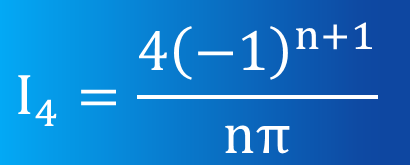 I₄ = 4(−1)ⁿ⁺¹ / nπ